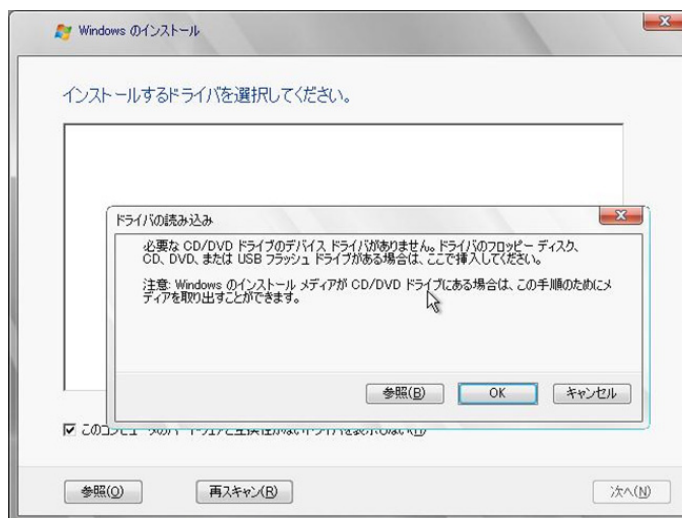 Windows のインストール
インストールするドライバを選択してください。
ドライバの読み込み
必要な CD/DVD ドライブのデバイス ドライバがありません。ドライバのフロッピー ディスク、
CD、DVD、または USB フラッシュ ドライブがある場合は、ここで挿入してください。
注意: Windows のインストール メディアが CD/DVD ドライブにある場合は、この手順のためにメ
ディアを取り出すことができます。
参照(B)
OK
キャンセル
このコンピュータのハードウェアと互換性がないドライバを表示しない(H)
参照(O)
再スキャン(R)
次へ(N)